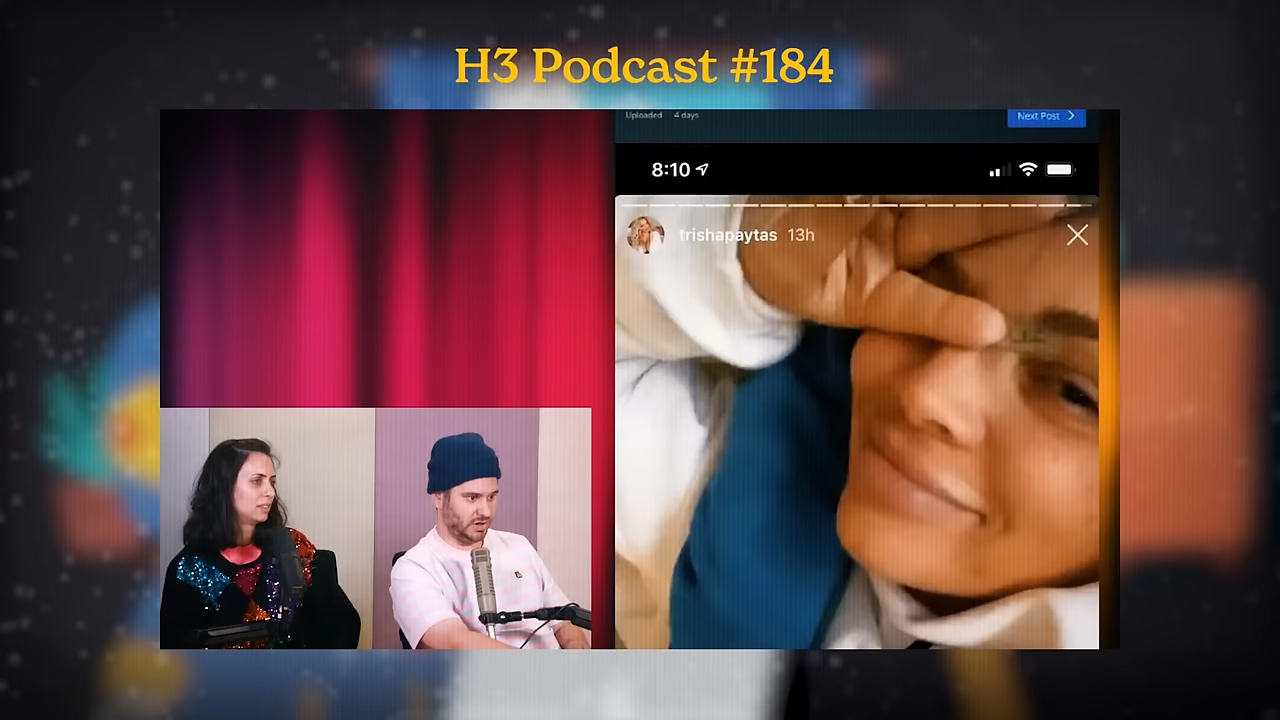 H3 Podcast #184
Uploaded 4 days
Next Post
8:10
trishapaytas 13h